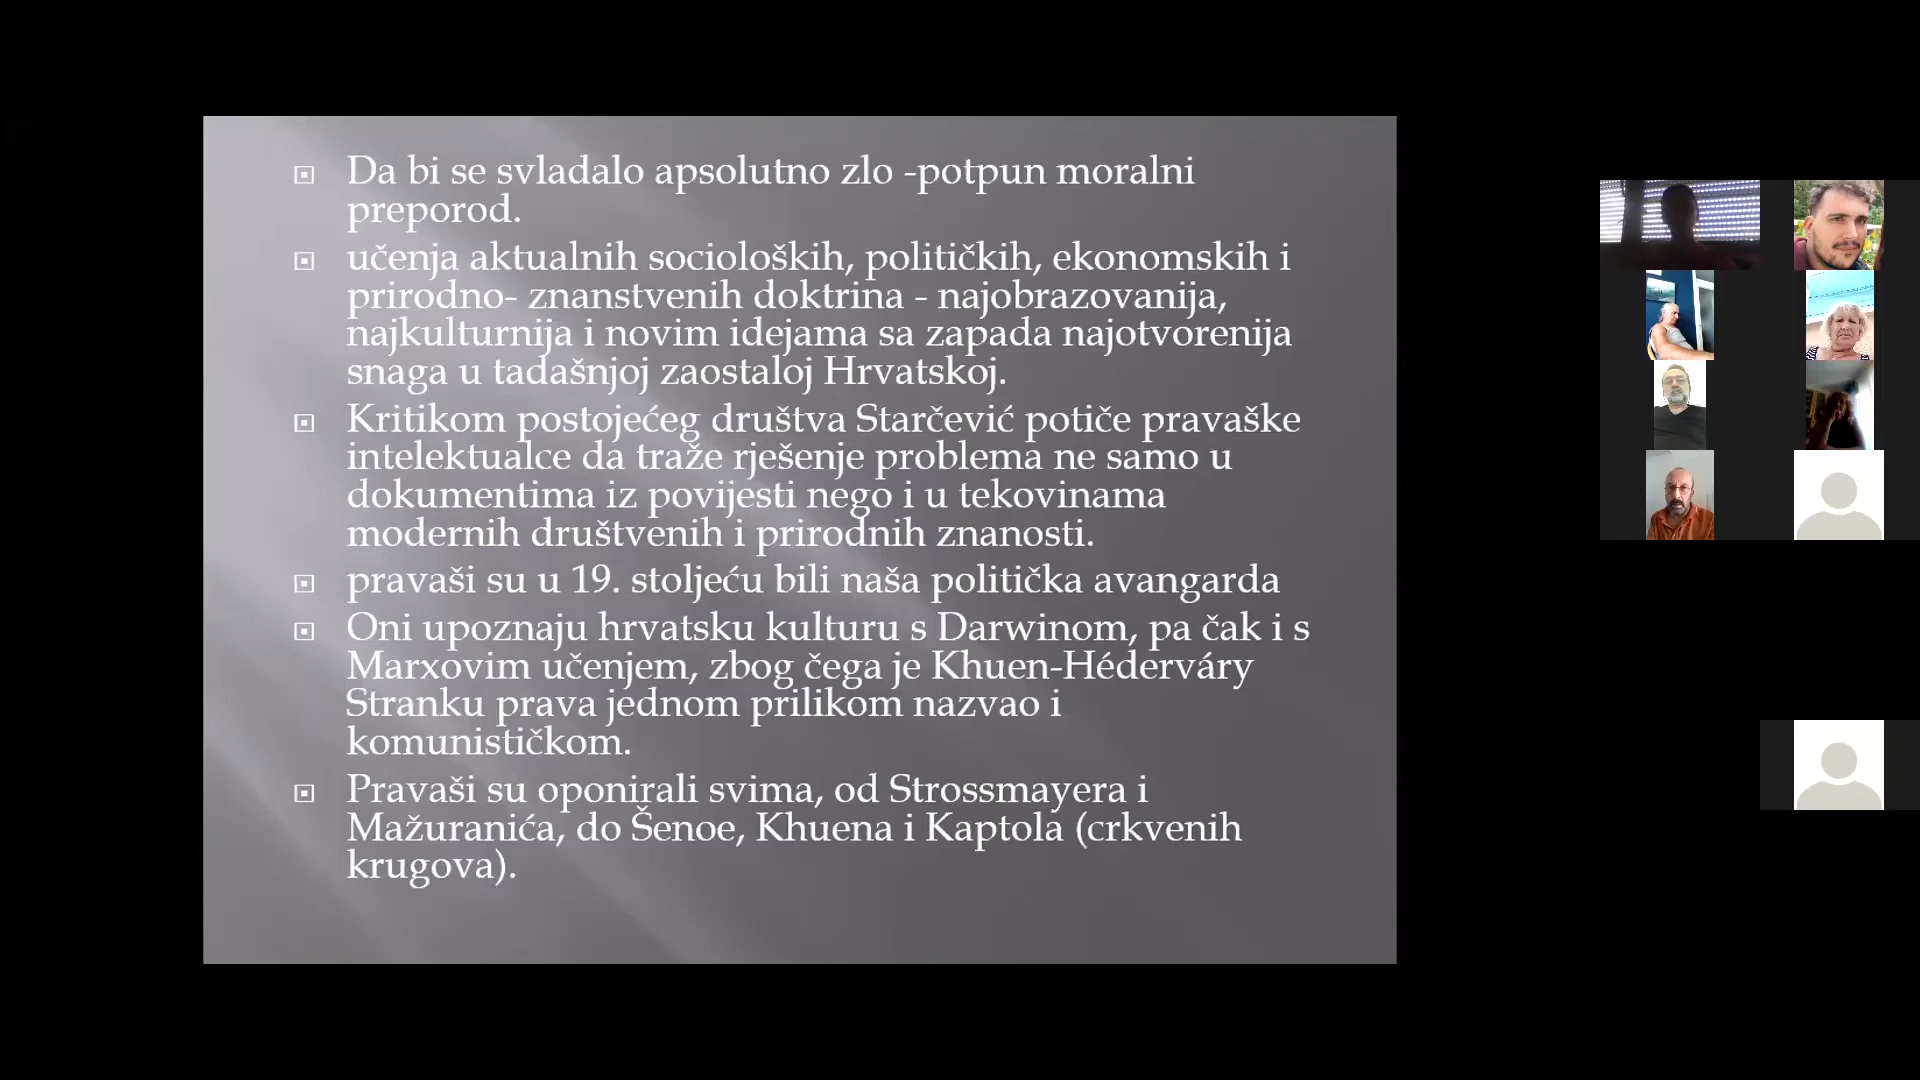 Da bi se svladalo apsolutno zlo -potpun moralni
preporod.
učenja aktualnih socioloških, političkih, ekonomskih i
prirodno- znanstvenih doktrina - najobrazovanija,
najkulturnija i novim idejama sa zapada najotvorenija
snaga u tadašnjoj zaostaloj Hrvatskoj.
Kritikom postojećeg društva Starčević potiče pravaške
intelektualce da traže rješenje problema ne samo u
dokumentima iz povijesti nego i u tekovinama
modernih društvenih i prirodnih znanosti.
pravaši su u 19. stoljeću bili naša politička avangarda
Oni upoznaju hrvatsku kulturu s Darwinom, pa čak i s
Marxovim učenjem, zbog čega je Khuen-Héderváry
Stranku prava jednom prilikom nazvao i
komunističkom.
Pravaši su oponirali svima, od Strossmayera i
Mažuranića, do Šenoe, Khuena i Kaptola (crkvenih
krugova).